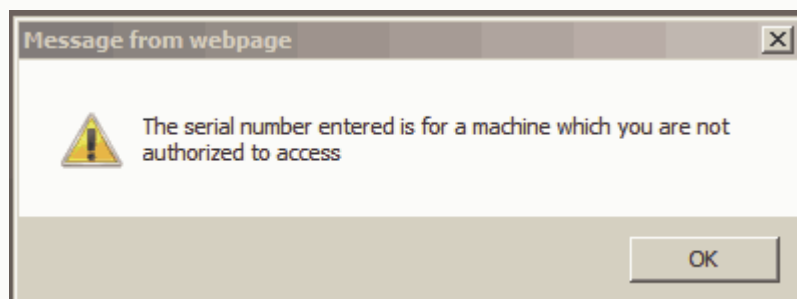 Message from webpage
The serial number entered is for a machine which you are not
authorized to access
OK